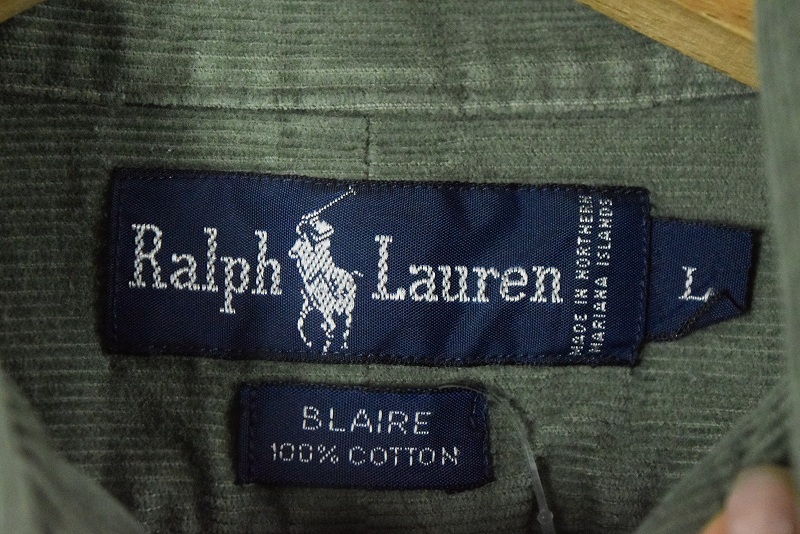 Ralph Lauren
MADE IN NORTHERN
MARIANA ISLANDS
L
BLAIRE
100% COTTON